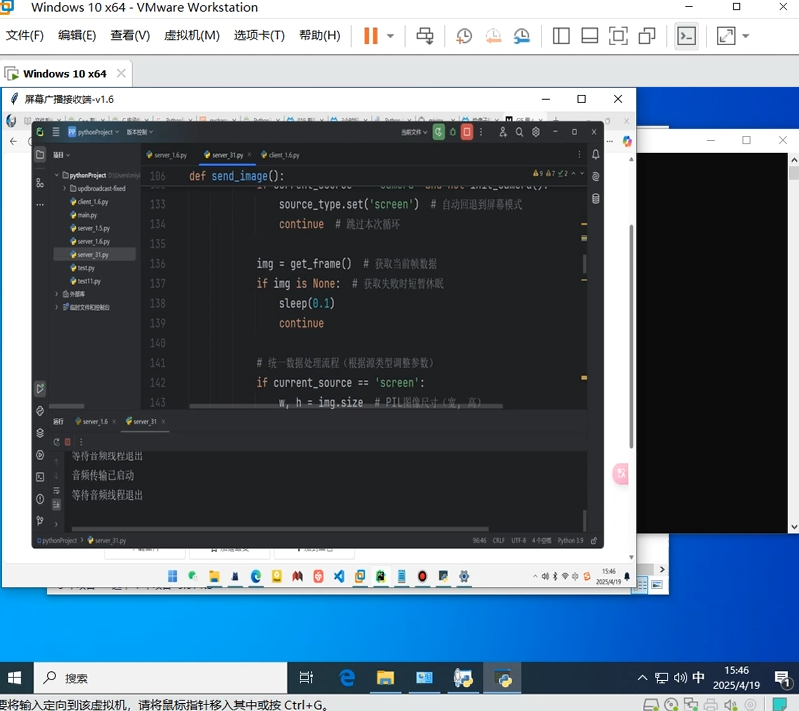 Windows 10 x64 - VMware Workstation
文件(F) 编辑(E) 查看(V) 虚拟机(M) 选项卡(T) 帮助(H)
Windows 10 x64
屏幕广播接收端-v1.6
pythonProject 版本控制 当前文件
项目
server_1.6.py server_31.py client_1.6.py
106 def send_image():
9 7 2
pythonProject
updbroadcast-fixed
client_1.6.py
main.py
server_1.5.py
server_1.6.py
server_31.py
test.py
test11.py
外部库
临时文件和控制台
133 source_type.set('screen') # 自动回退到屏幕模式
134 continue # 跳过本次循环
135
136 img = get_frame() # 获取当前帧数据
137 if img is None: # 获取失败时短暂休眠
138 sleep(0.1)
139 continue
140
141 # 统一数据处理流程（根据源类型调整参数）
142 if current_source == 'screen':
143 w, h = img.size # PIL图像尺寸（宽, 高）
运行 server_1.6 server_31
等待音频线程退出
音频传输已启动
等待音频线程退出
pythonProject server_31.py
96:46 CRLF UTF-8 4个空格 Python 3.9
中
15:46
2025/4/19
搜索
中
15:46
2025/4/19
1
要将输入定向到该虚拟机，请将鼠标指针移入其中或按 Ctrl+G。